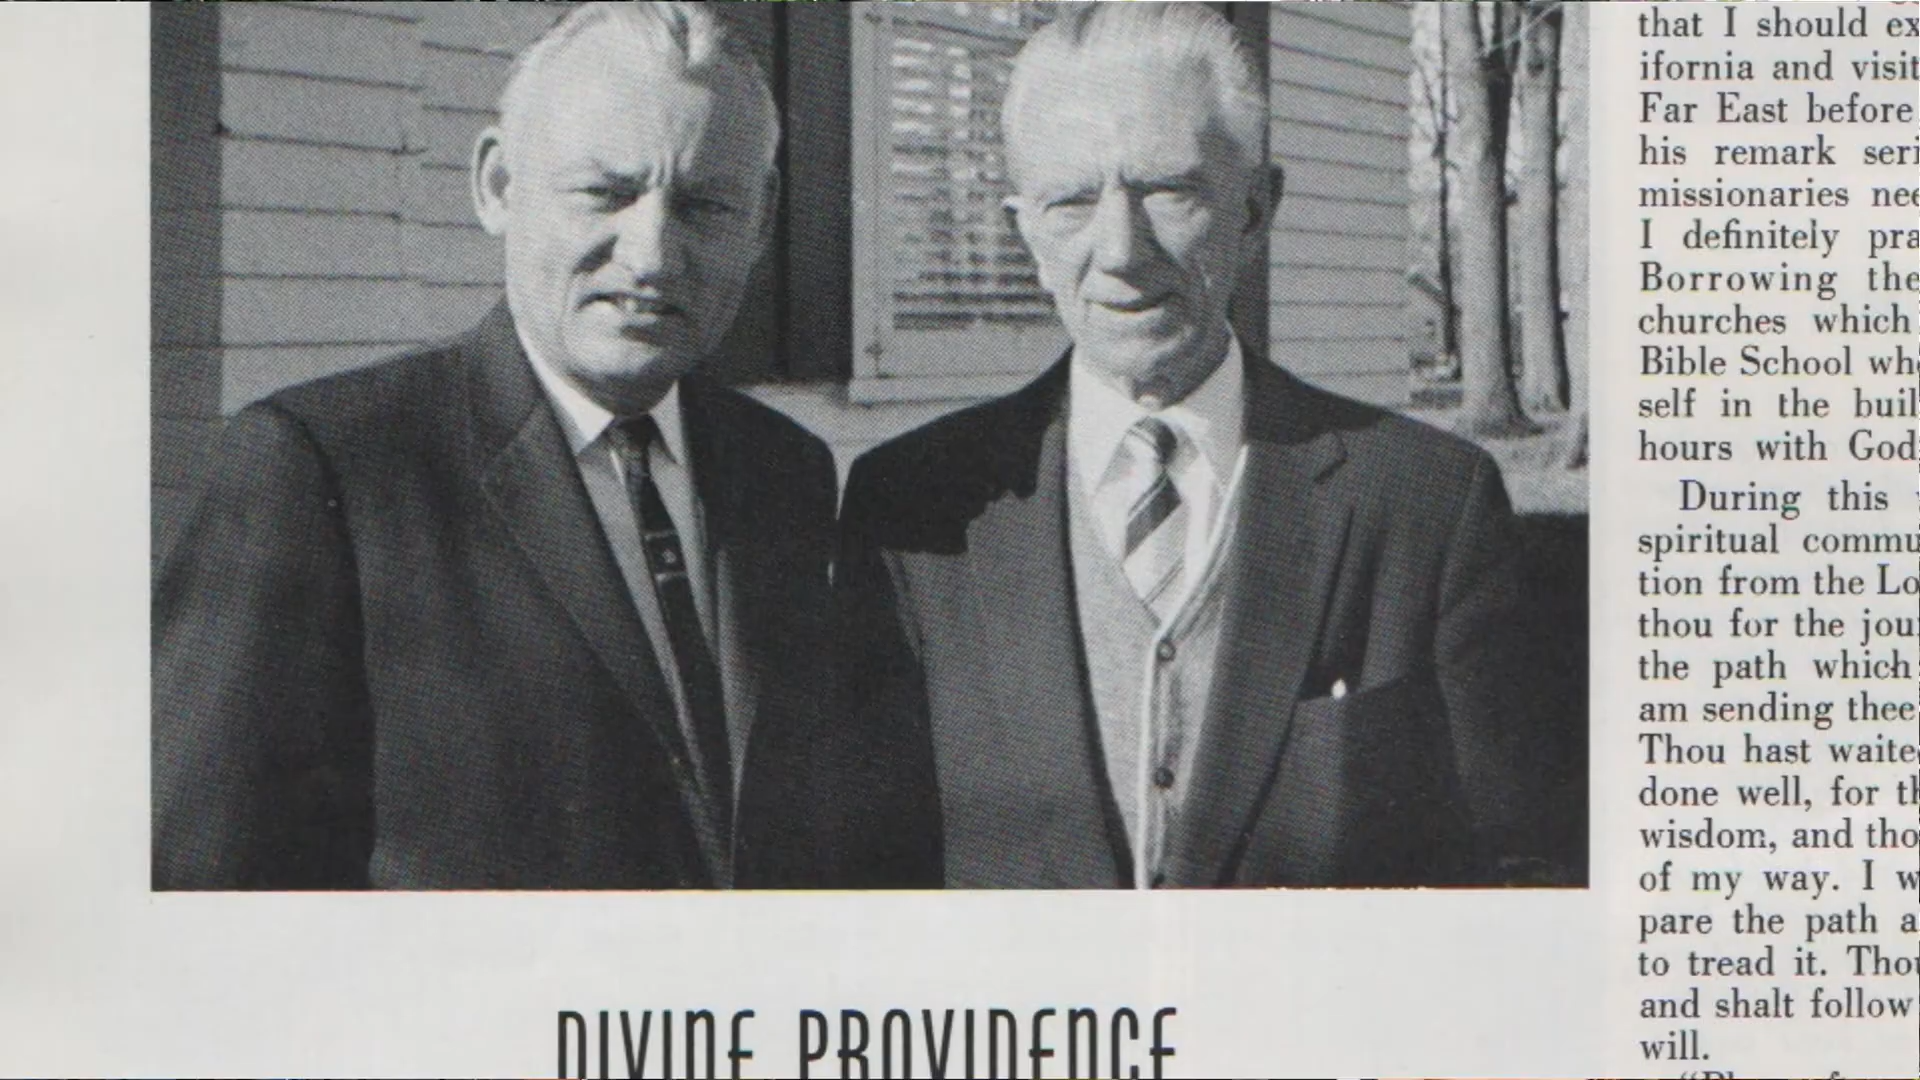 DIVINE PROVIDENCE
that I should ex
ifornia and visit
Far East before
his remark seri
missionaries nee
I definitely pra
Borrowing the
churches which
Bible School wh
self in the buil
hours with God
During this
spiritual commu
tion from the Lo
thou for the jou
the path which
am sending thee
Thou hast waite
done well, for th
wisdom, and tho
of my way. I w
pare the path a
to tread it. Tho
and shalt follow
will.